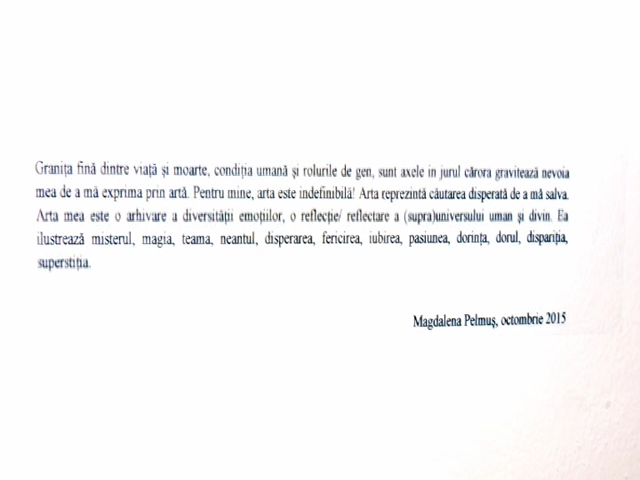 Granița fină dintre viață și moarte, condiția umană și rolurile de gen, sunt axele in jurul cărora gravitează nevoia
mea de a mă exprima prin artă. Pentru mine, arta este indefinibilă! Arta reprezintă căutarea disperată de a mă salva.
Arta mea este o arhivare a diversității emoțiilor, o reflecție/ reflectare a (supra)universului uman și divin. Ea
ilustrează misterul, magia, teama, neantul, disperarea, fericirea, iubirea, pasiunea, dorința, dorul, dispariția,
superstiția.
Magdalena Pelmuș, octombrie 2015